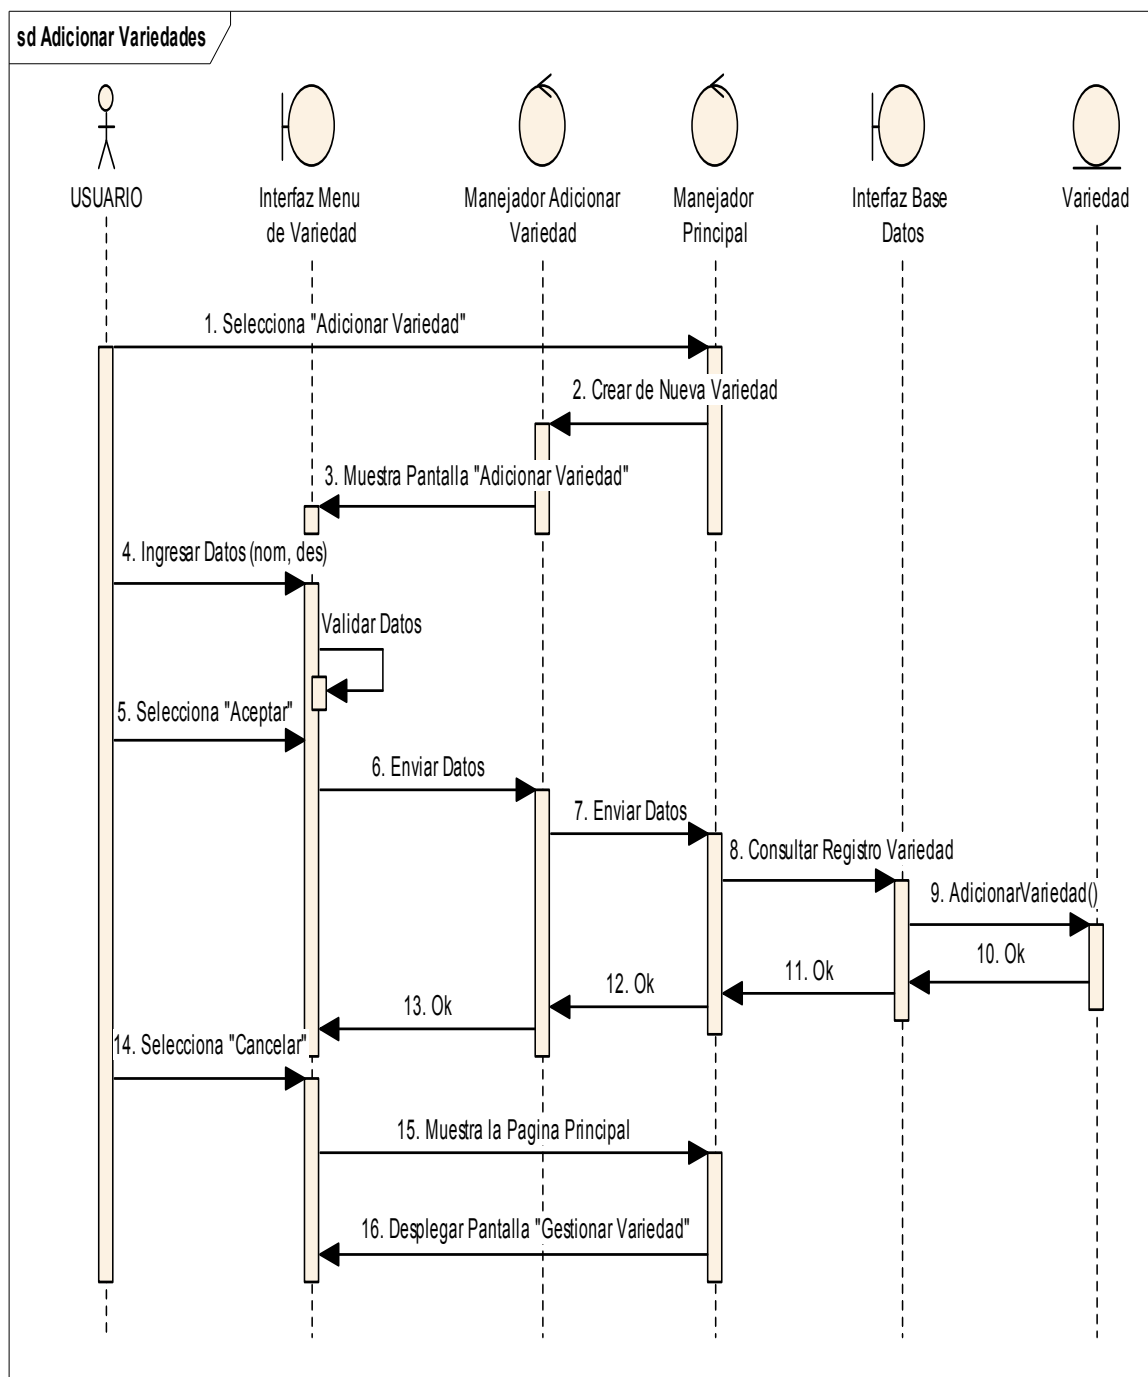 sd Adicionar Variedades
USUARIO
Interfaz Menu
de Variedad
Manejador Adicionar
Variedad
Manejador
Principal
Interfaz Base
Datos
Variedad
1. Selecciona "Adicionar Variedad"
2. Crear de Nueva Variedad
3. Muestra Pantalla "Adicionar Variedad"
4. Ingresar Datos (nom, des)
Validar Datos
5. Selecciona "Aceptar"
6. Enviar Datos
7. Enviar Datos
8. Consultar Registro Variedad
9. AdicionarVariedad()
10. Ok
11. Ok
12. Ok
13. Ok
14. Selecciona "Cancelar"
15. Muestra la Pagina Principal
16. Desplegar Pantalla "Gestionar Variedad"